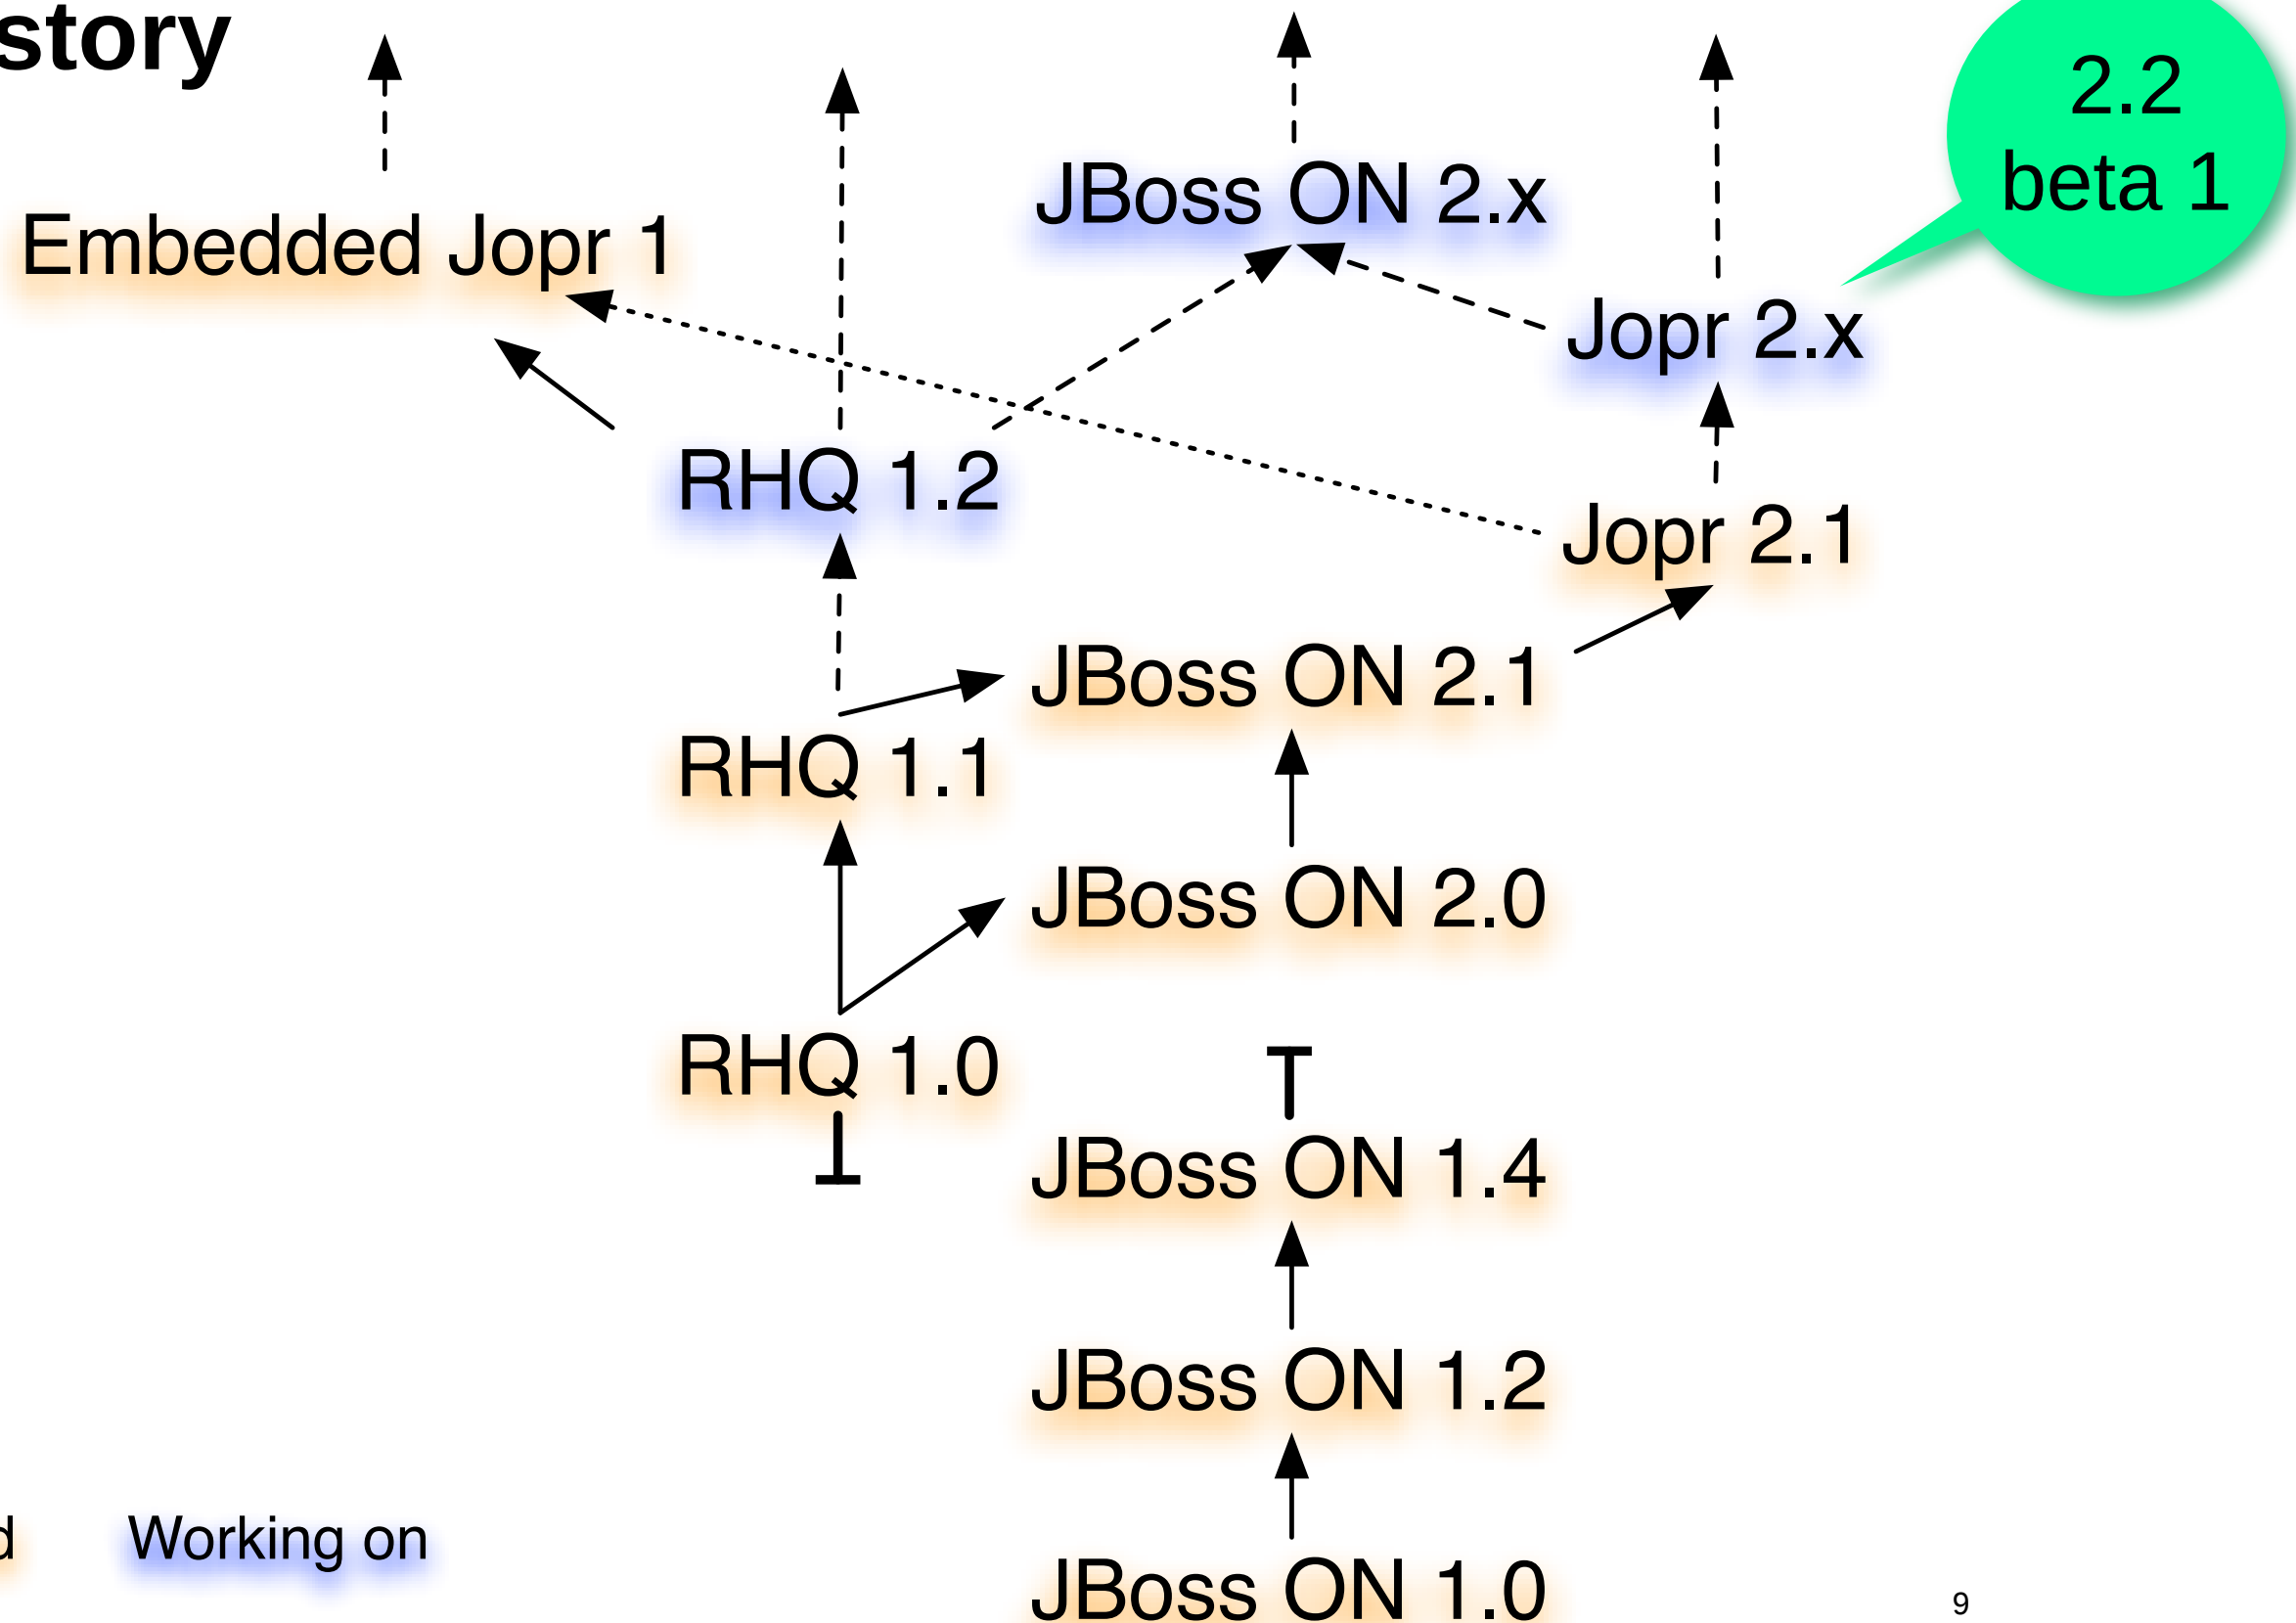 story
2.2
beta 1
JBoss ON 2.x
Embedded Jopr 1
Jopr 2.x
RHQ 1.2
Jopr 2.1
JBoss ON 2.1
RHQ 1.1
JBoss ON 2.0
RHQ 1.0
JBoss ON 1.4
JBoss ON 1.2
d Working on
JBoss ON 1.0
9